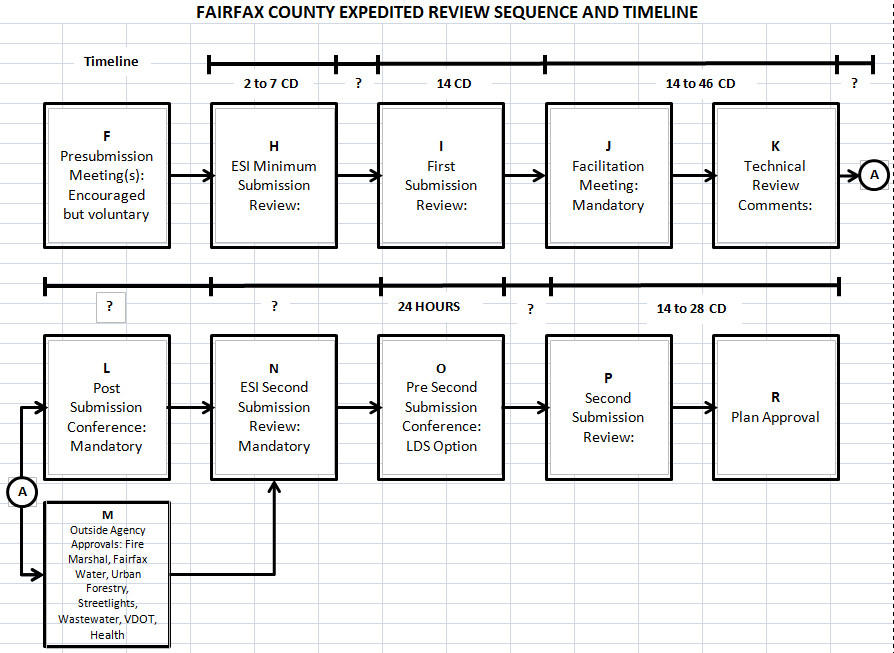 FAIRFAX COUNTY EXPEDITED REVIEW SEQUENCE AND TIMELINE
Timeline
2 to 7 CD
?
14 CD
14 to 46 CD
?
F
Presubmission
Meeting(s):
Encouraged
but voluntary
H
ESI Minimum
Submission
Review:
I
First
Submission
Review:
J
Facilitation
Meeting:
Mandatory
K
Technical
Review
Comments:
A
?
?
24 HOURS
?
14 to 28 CD
L
Post
Submission
Conference:
Mandatory
N
ESI Second
Submission
Review:
Mandatory
O
Pre Second
Submission
Conference:
LDS Option
P
Second
Submission
Review:
R
Plan Approval
A
M
Outside Agency
Approvals: Fire
Marshal, Fairfax
Water, Urban
Forestry,
Streetlights,
Wastewater, VDOT,
Health